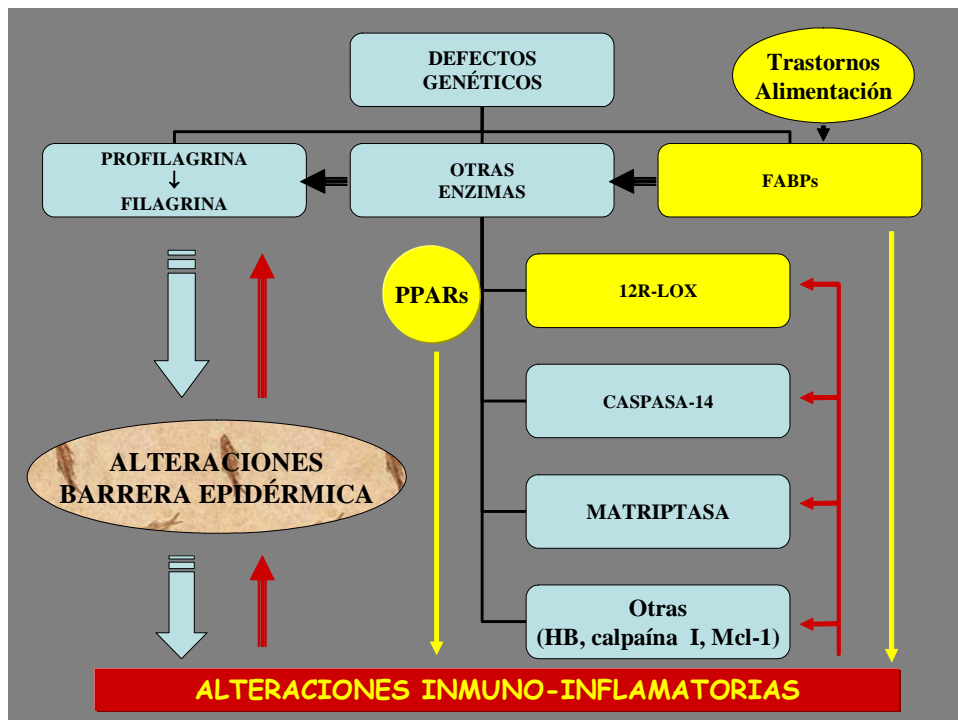 DEFECTOS
GENÉTICOS
Trastornos
Alimentación
PROFILAGRINA
↓
FILAGRINA
OTRAS
ENZIMAS
FABPs
PPARs
12R-LOX
CASPASA-14
ALTERACIONES
BARRERA EPIDÉRMICA
MATRIPTASA
Otras
(HB, calpaína I, Mcl-1)
ALTERACIONES INMUNO-INFLAMATORIAS